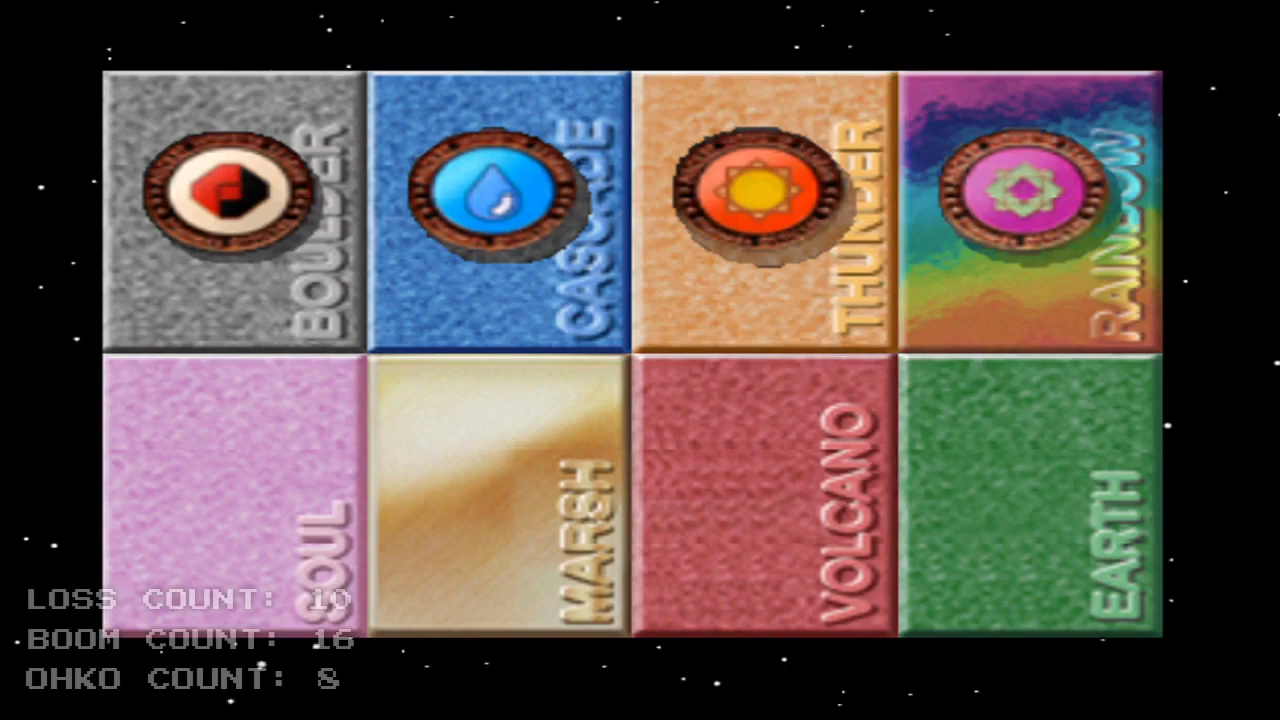 BOULDER
CASCADE
THUNDER
RAINBOW
SOUL
MARSH
VOLCANO
EARTH
LOSS COUNT: 10
BOOM COUNT: 16
OHKO COUNT: 8